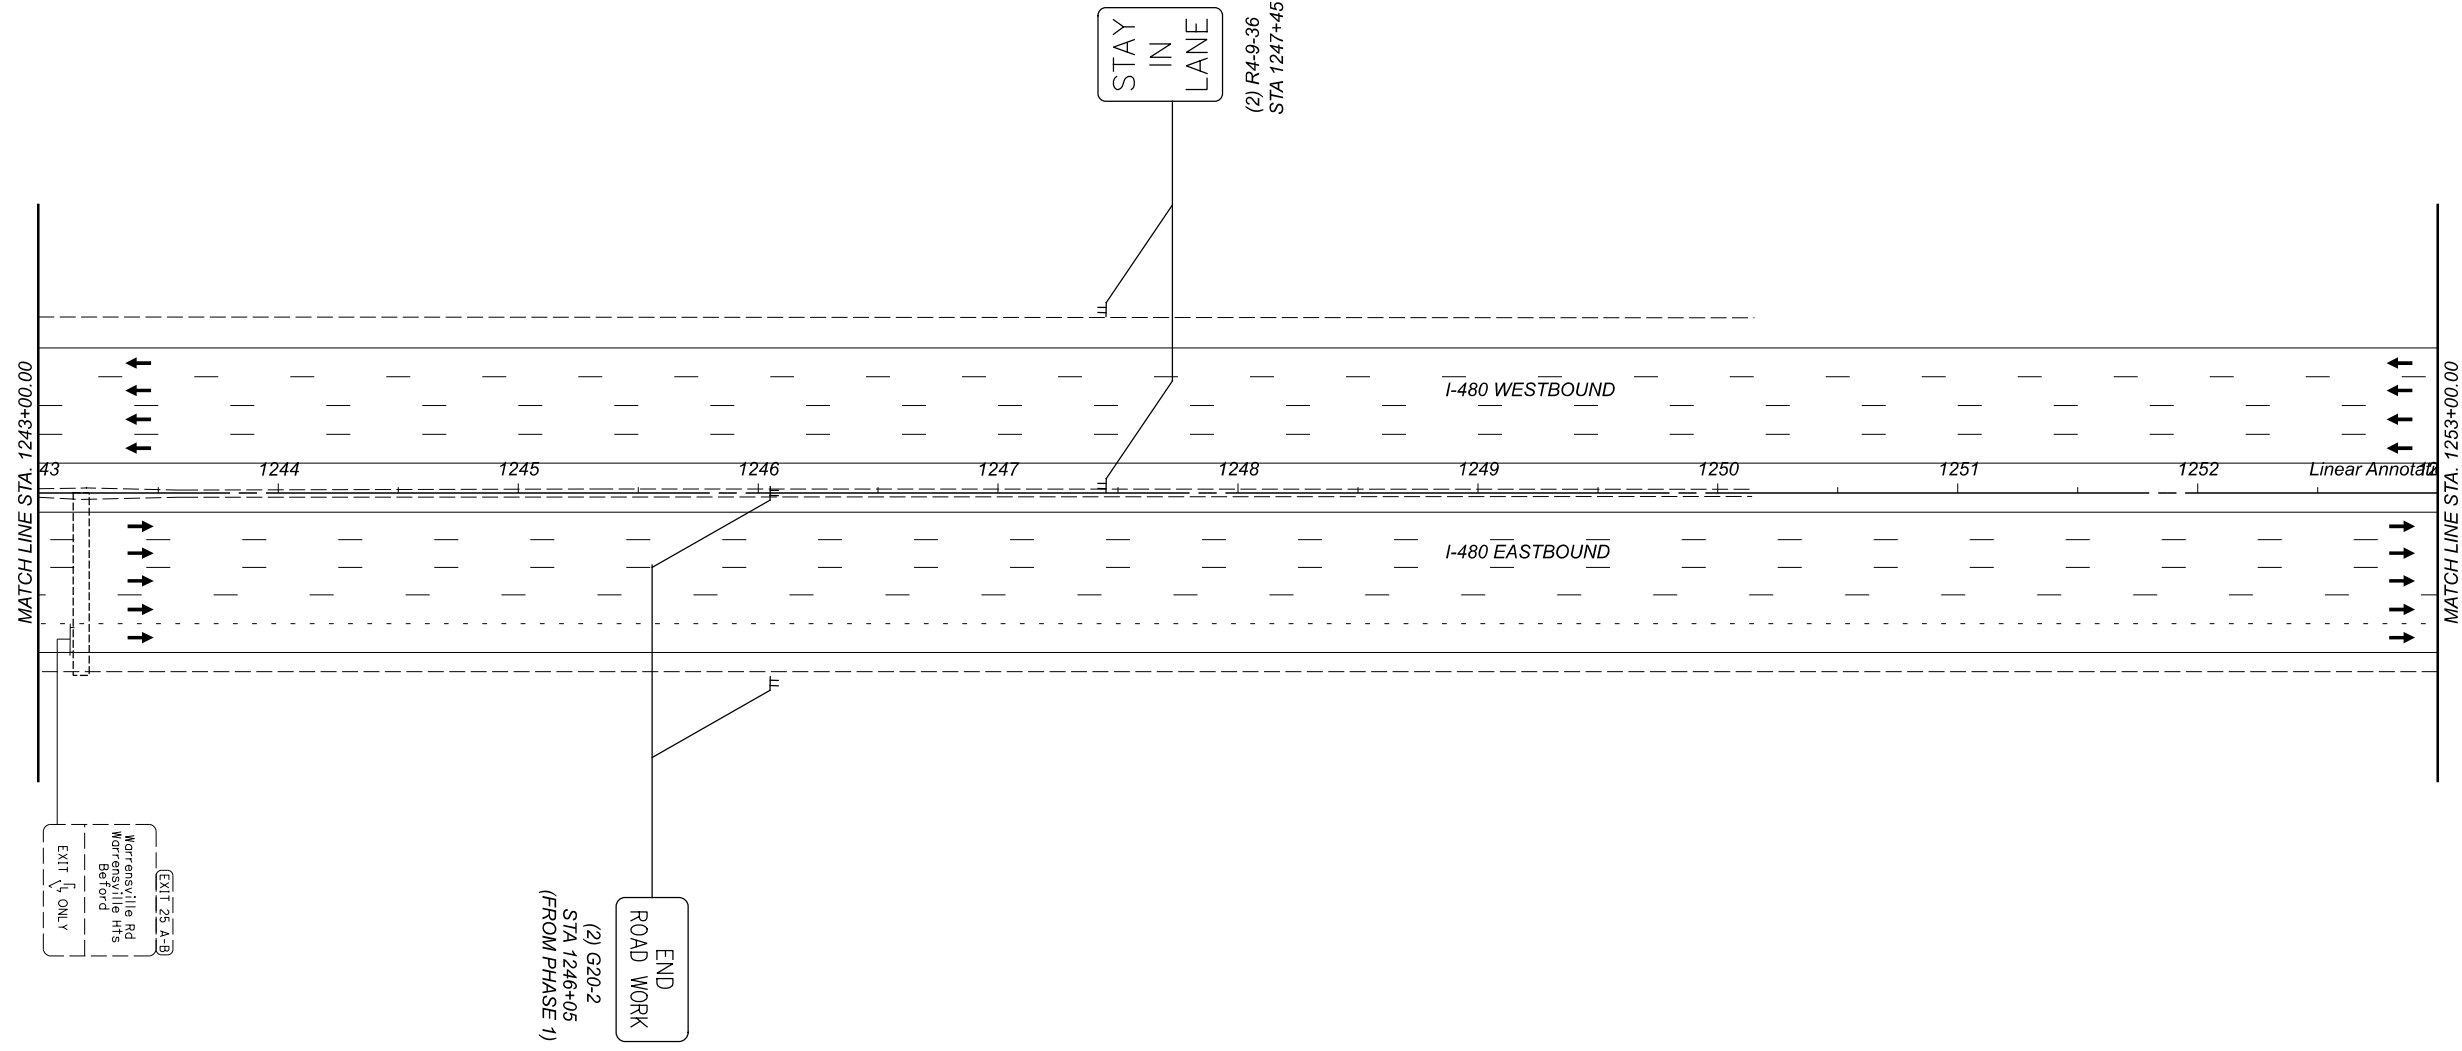 STAY
IN
LANE
(2) R4-9-36
STA 1247+45
MATCH LINE STA. 1243+00.00
I-480 WESTBOUND
43 1244 1245 1246 1247 1248 1249 1250 1251 1252
I-480 EASTBOUND
MATCH LINE STA. 1253+00.00
EXIT 25 A-B
Warrensville Rd
Warrensville Hts
Beford
EXIT ONLY
END
ROAD WORK
(2) G20-2
STA 1246+05
(FROM PHASE 1)